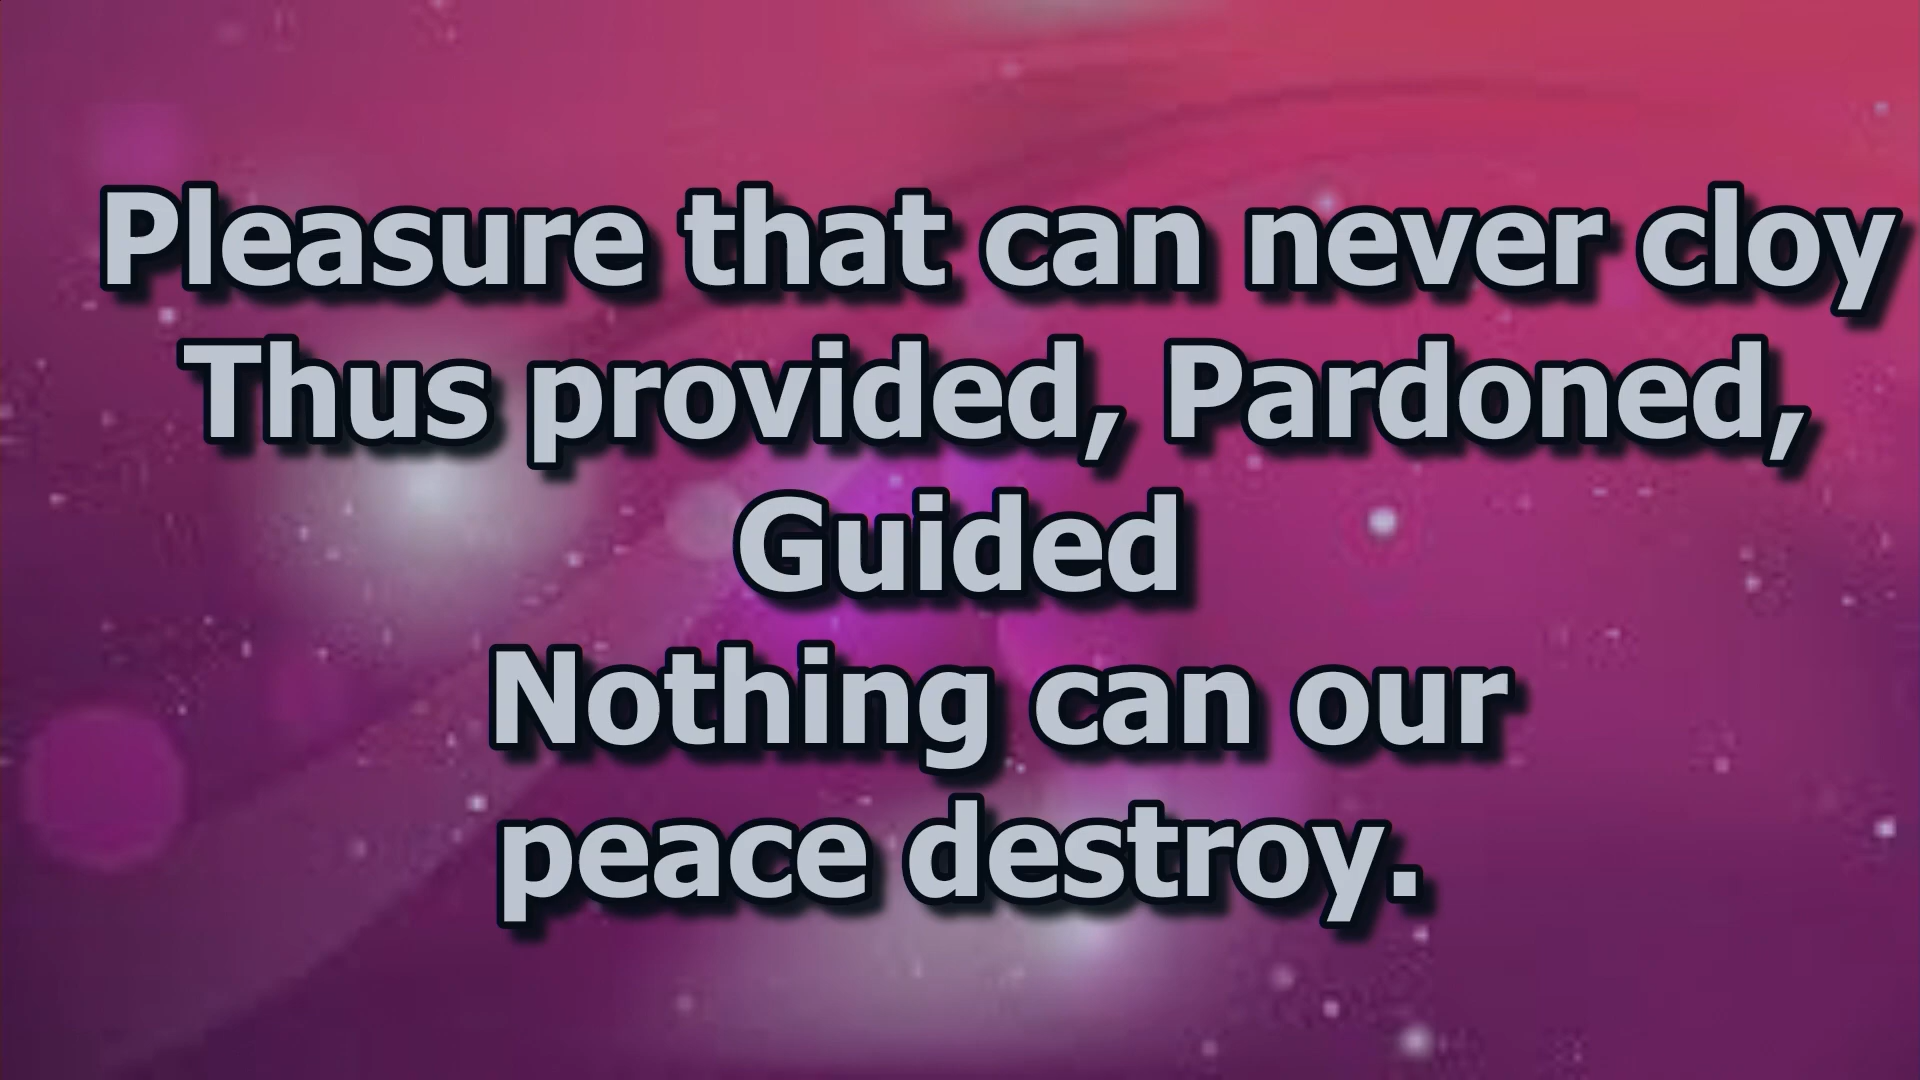 Pleasure that can never cloy
Thus provided, Pardoned,
Guided
Nothing can our
peace destroy.